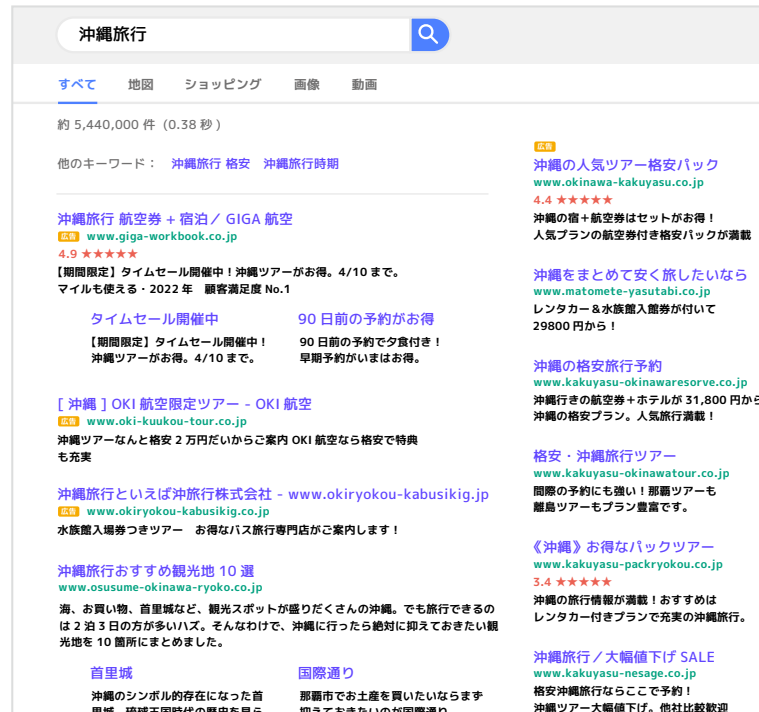 沖縄旅行
すべて 地図 ショッピング 画像 動画
約 5,440,000 件 (0.38 秒 )
他のキーワード： 沖縄旅行 格安 沖縄旅行時期
沖縄旅行 航空券 + 宿泊／ GIGA 航空
広告 www.giga-workbook.co.jp
4.9 ★★★★★
【期間限定】タイムセール開催中！沖縄ツアーがお得。4/10 まで。
マイルも使える・2022 年 顧客満足度 No.1
タイムセール開催中
【期間限定】タイムセール開催中！
沖縄ツアーがお得。4/10 まで。
90 日前の予約がお得
90 日前の予約で夕食付き！
早期予約がいまはお得。
[ 沖縄 ] OKI 航空限定ツアー – OKI 航空
広告 www.oki-kuukou-tour.co.jp
沖縄ツアーなんと格安 2 万円だいからご案内 OKI 航空なら格安で特典
も充実
沖縄旅行といえば沖旅行株式会社 – www.okiryokou-kabusikig.jp
広告 www.okiryokou-kabusikig.co.jp
水族館入場券つきツアー お得なバス旅行専門店がご案内します！
沖縄旅行おすすめ観光地 10 選
www.osusume-okinawa-ryoko.co.jp
海、お買い物、首里城など、観光スポットが盛りだくさんの沖縄。でも旅行できるの
は 2 泊 3 日の方が多いハズ。そんなわけで、沖縄に行ったら絶対に抑えておきたい観
光地を 10 箇所にまとめました。
首里城
沖縄のシンボル的存在になった首
国際通り
那覇市でお土産を買いたいならまず
広告
沖縄の人気ツアー格安パック
www.okinawa-kakuyasu.co.jp
4.4 ★★★★★
沖縄の宿＋航空券はセットがお得！
人気プランの航空券付き格安パックが満載
沖縄をまとめて安く旅したいなら
www.matomete-yasutabi.co.jp
レンタカー＆水族館入館券が付いて
29800 円から！
沖縄の格安旅行予約
www.kakuyasu-okinawaresorve.co.jp
沖縄行きの航空券＋ホテルが 31,800 円から
沖縄の格安プラン。人気旅行満載！
格安・沖縄旅行ツアー
www.kakuyasu-okinawatour.co.jp
間際の予約にも強い！那覇ツアーも
離島ツアーもプラン豊富です。
《沖縄》お得なパックツアー
www.kakuyasu-packryokou.co.jp
3.4 ★★★★★
沖縄の旅行情報が満載！おすすめは
レンタカー付きプランで充実の沖縄旅行。
沖縄旅行／大幅値下げ SALE
www.kakuyasu-nesage.co.jp
格安沖縄旅行ならここで予約！
沖縄ツアー大幅値下げ。他社比較歓迎